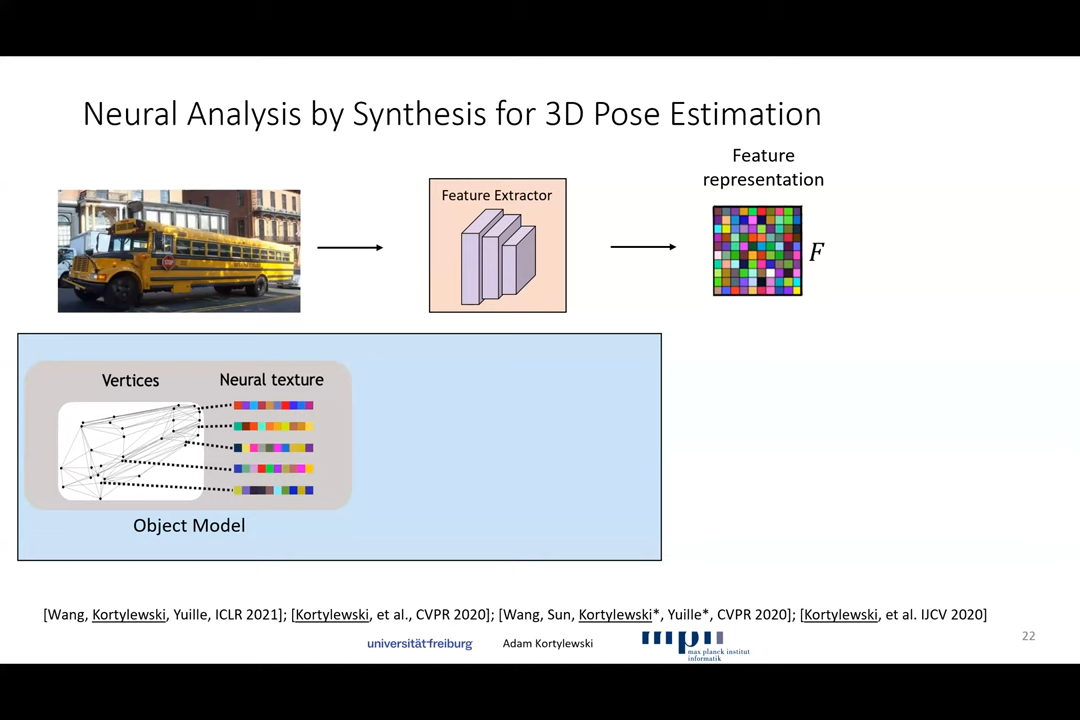 Neural Analysis by Synthesis for 3D Pose Estimation
Feature
representation
Feature Extractor
F
STOP
Vertices
Neural texture
Object Model
[Wang, Kortylewski, Yuille, ICLR 2021]; [Kortylewski, et al., CVPR 2020]; [Wang, Sun, Kortylewski*, Yuille*, CVPR 2020]; [Kortylewski, et al. IJCV 2020]
universität freiburg
Adam Kortylewski
max planck institut
informatik
22